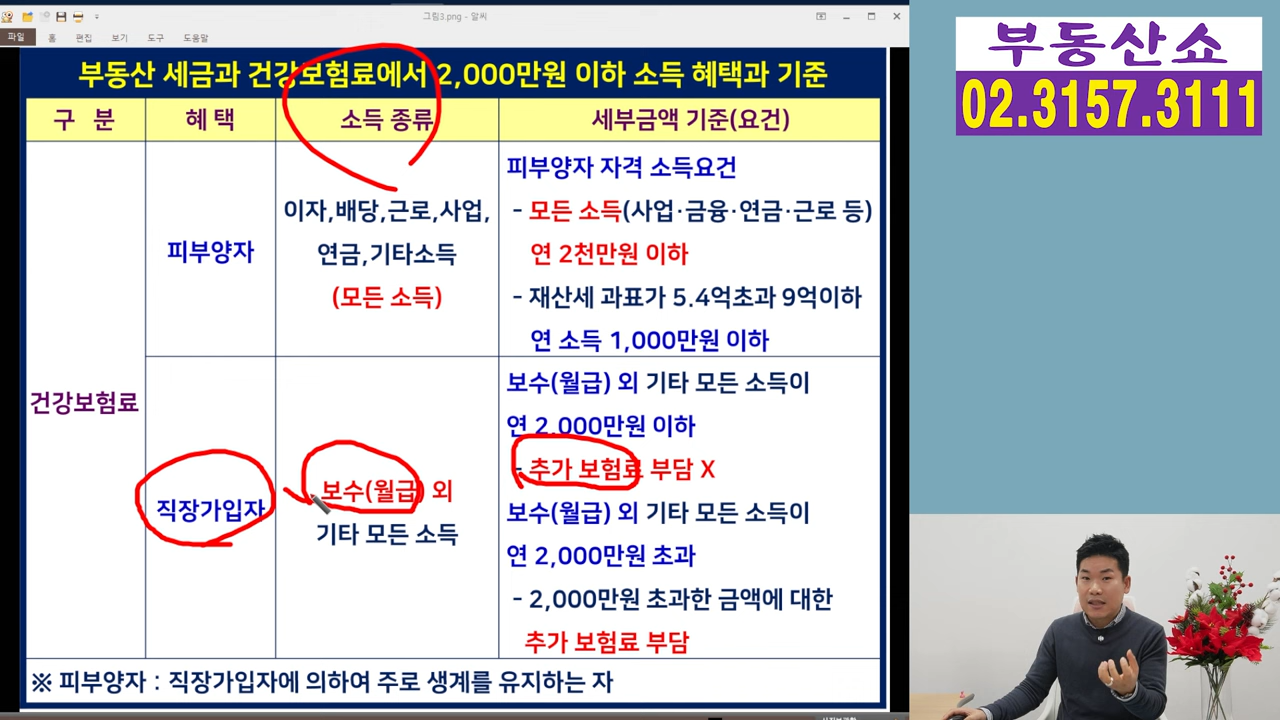 그림3.png - 알씨
파일 홈 편집 보기 도구 도움말
부동산쇼
02.3157.3111
부동산 세금과 건강보험료에서 2,000만원 이하 소득 혜택과 기준
구 분 혜 택 소득 종류 세부금액 기준(요건)
건강보험료
피부양자
이자,배당,근로,사업,
연금,기타소득
(모든 소득)
피부양자 자격 소득요건
- 모든 소득(사업·금융·연금·근로 등)
연 2천만원 이하
- 재산세 과표가 5.4억초과 9억이하
연 소득 1,000만원 이하
직장가입자
보수(월급) 외
기타 모든 소득
보수(월급) 외 기타 모든 소득이
연 2,000만원 이하
- 추가 보험료 부담 X
보수(월급) 외 기타 모든 소득이
연 2,000만원 초과
- 2,000만원 초과한 금액에 대한
추가 보험료 부담
※ 피부양자 : 직장가입자에 의하여 주로 생계를 유지하는 자